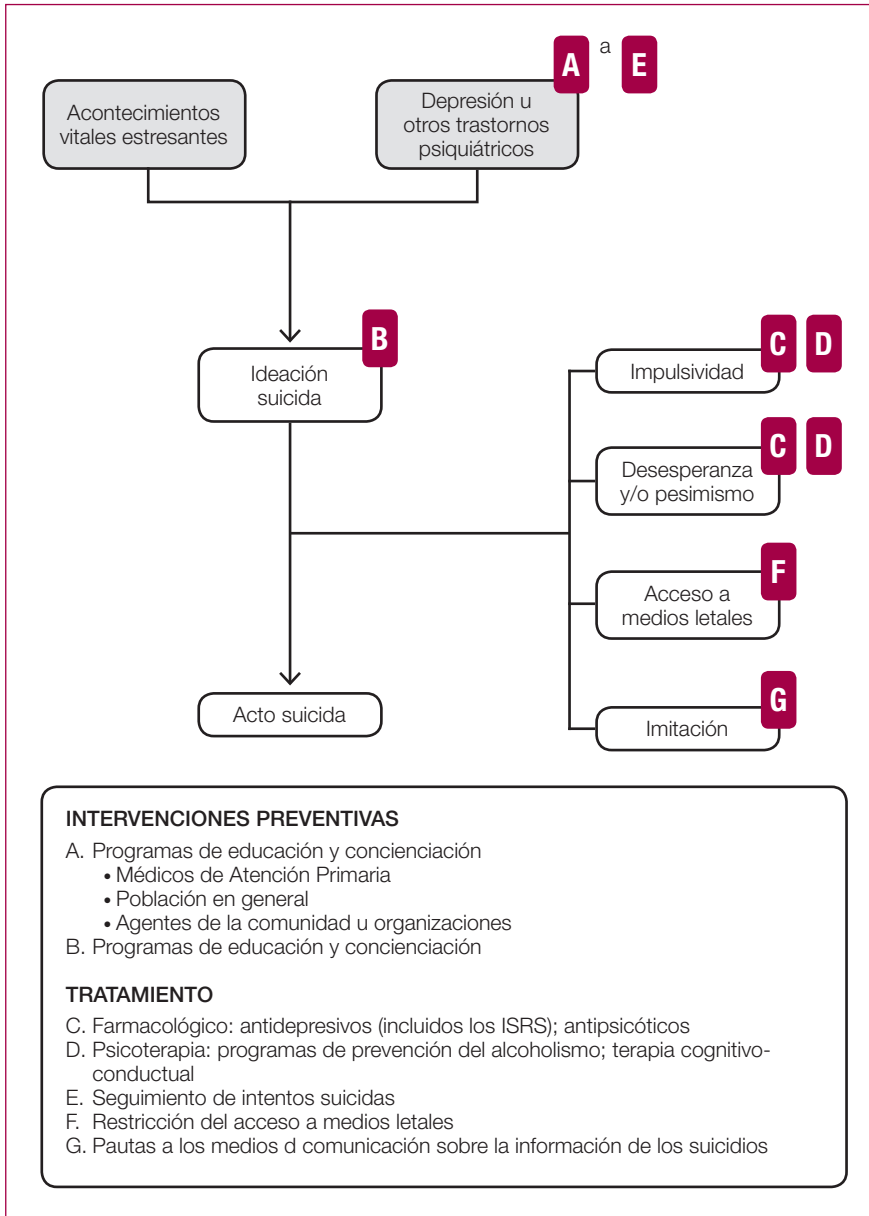 A a E
Acontecimientos
vitales estresantes
Depresión u
otros trastornos
psiquiátricos
B
Ideación
suicida
C D
Impulsividad
C D
Desesperanza
y/o pesimismo
F
Acceso a
medios letales
G
Imitación
Acto suicida
INTERVENCIONES PREVENTIVAS
A. Programas de educación y concienciación
• Médicos de Atención Primaria
• Población en general
• Agentes de la comunidad u organizaciones
B. Programas de educación y concienciación
TRATAMIENTO
C. Farmacológico: antidepresivos (incluidos los ISRS); antipsicóticos
D. Psicoterapia: programas de prevención del alcoholismo; terapia cognitivo-
conductual
E. Seguimiento de intentos suicidas
F. Restricción del acceso a medios letales
G. Pautas a los medios d comunicación sobre la información de los suicidios